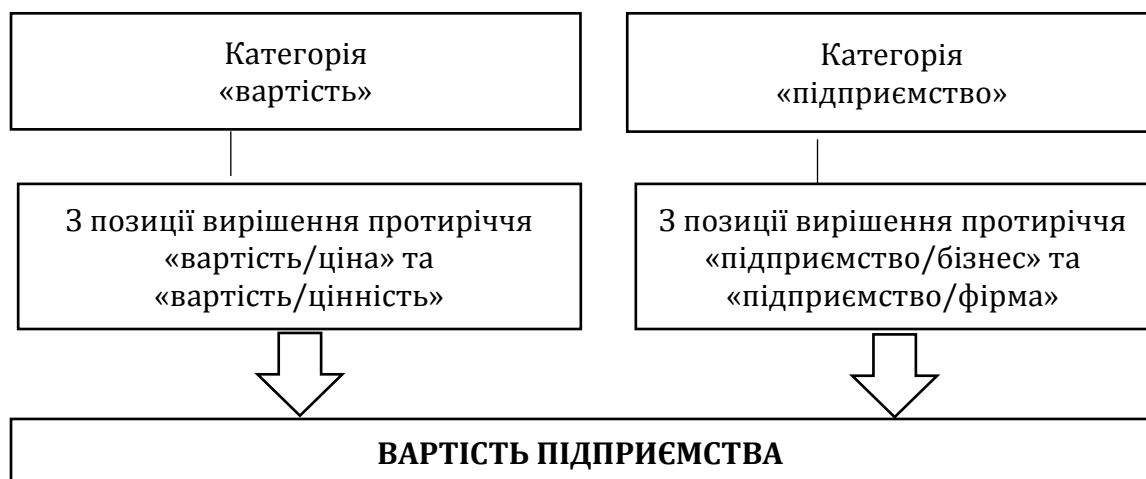 Категорія
«вартість»
Категорія
«підприємство»
З позиції вирішення протиріччя
«вартість/ціна» та
«вартість/цінність»
З позиції вирішення протиріччя
«підприємство/бізнес» та
«підприємство/фірма»
ВАРТІСТЬ ПІДПРИЄМСТВА